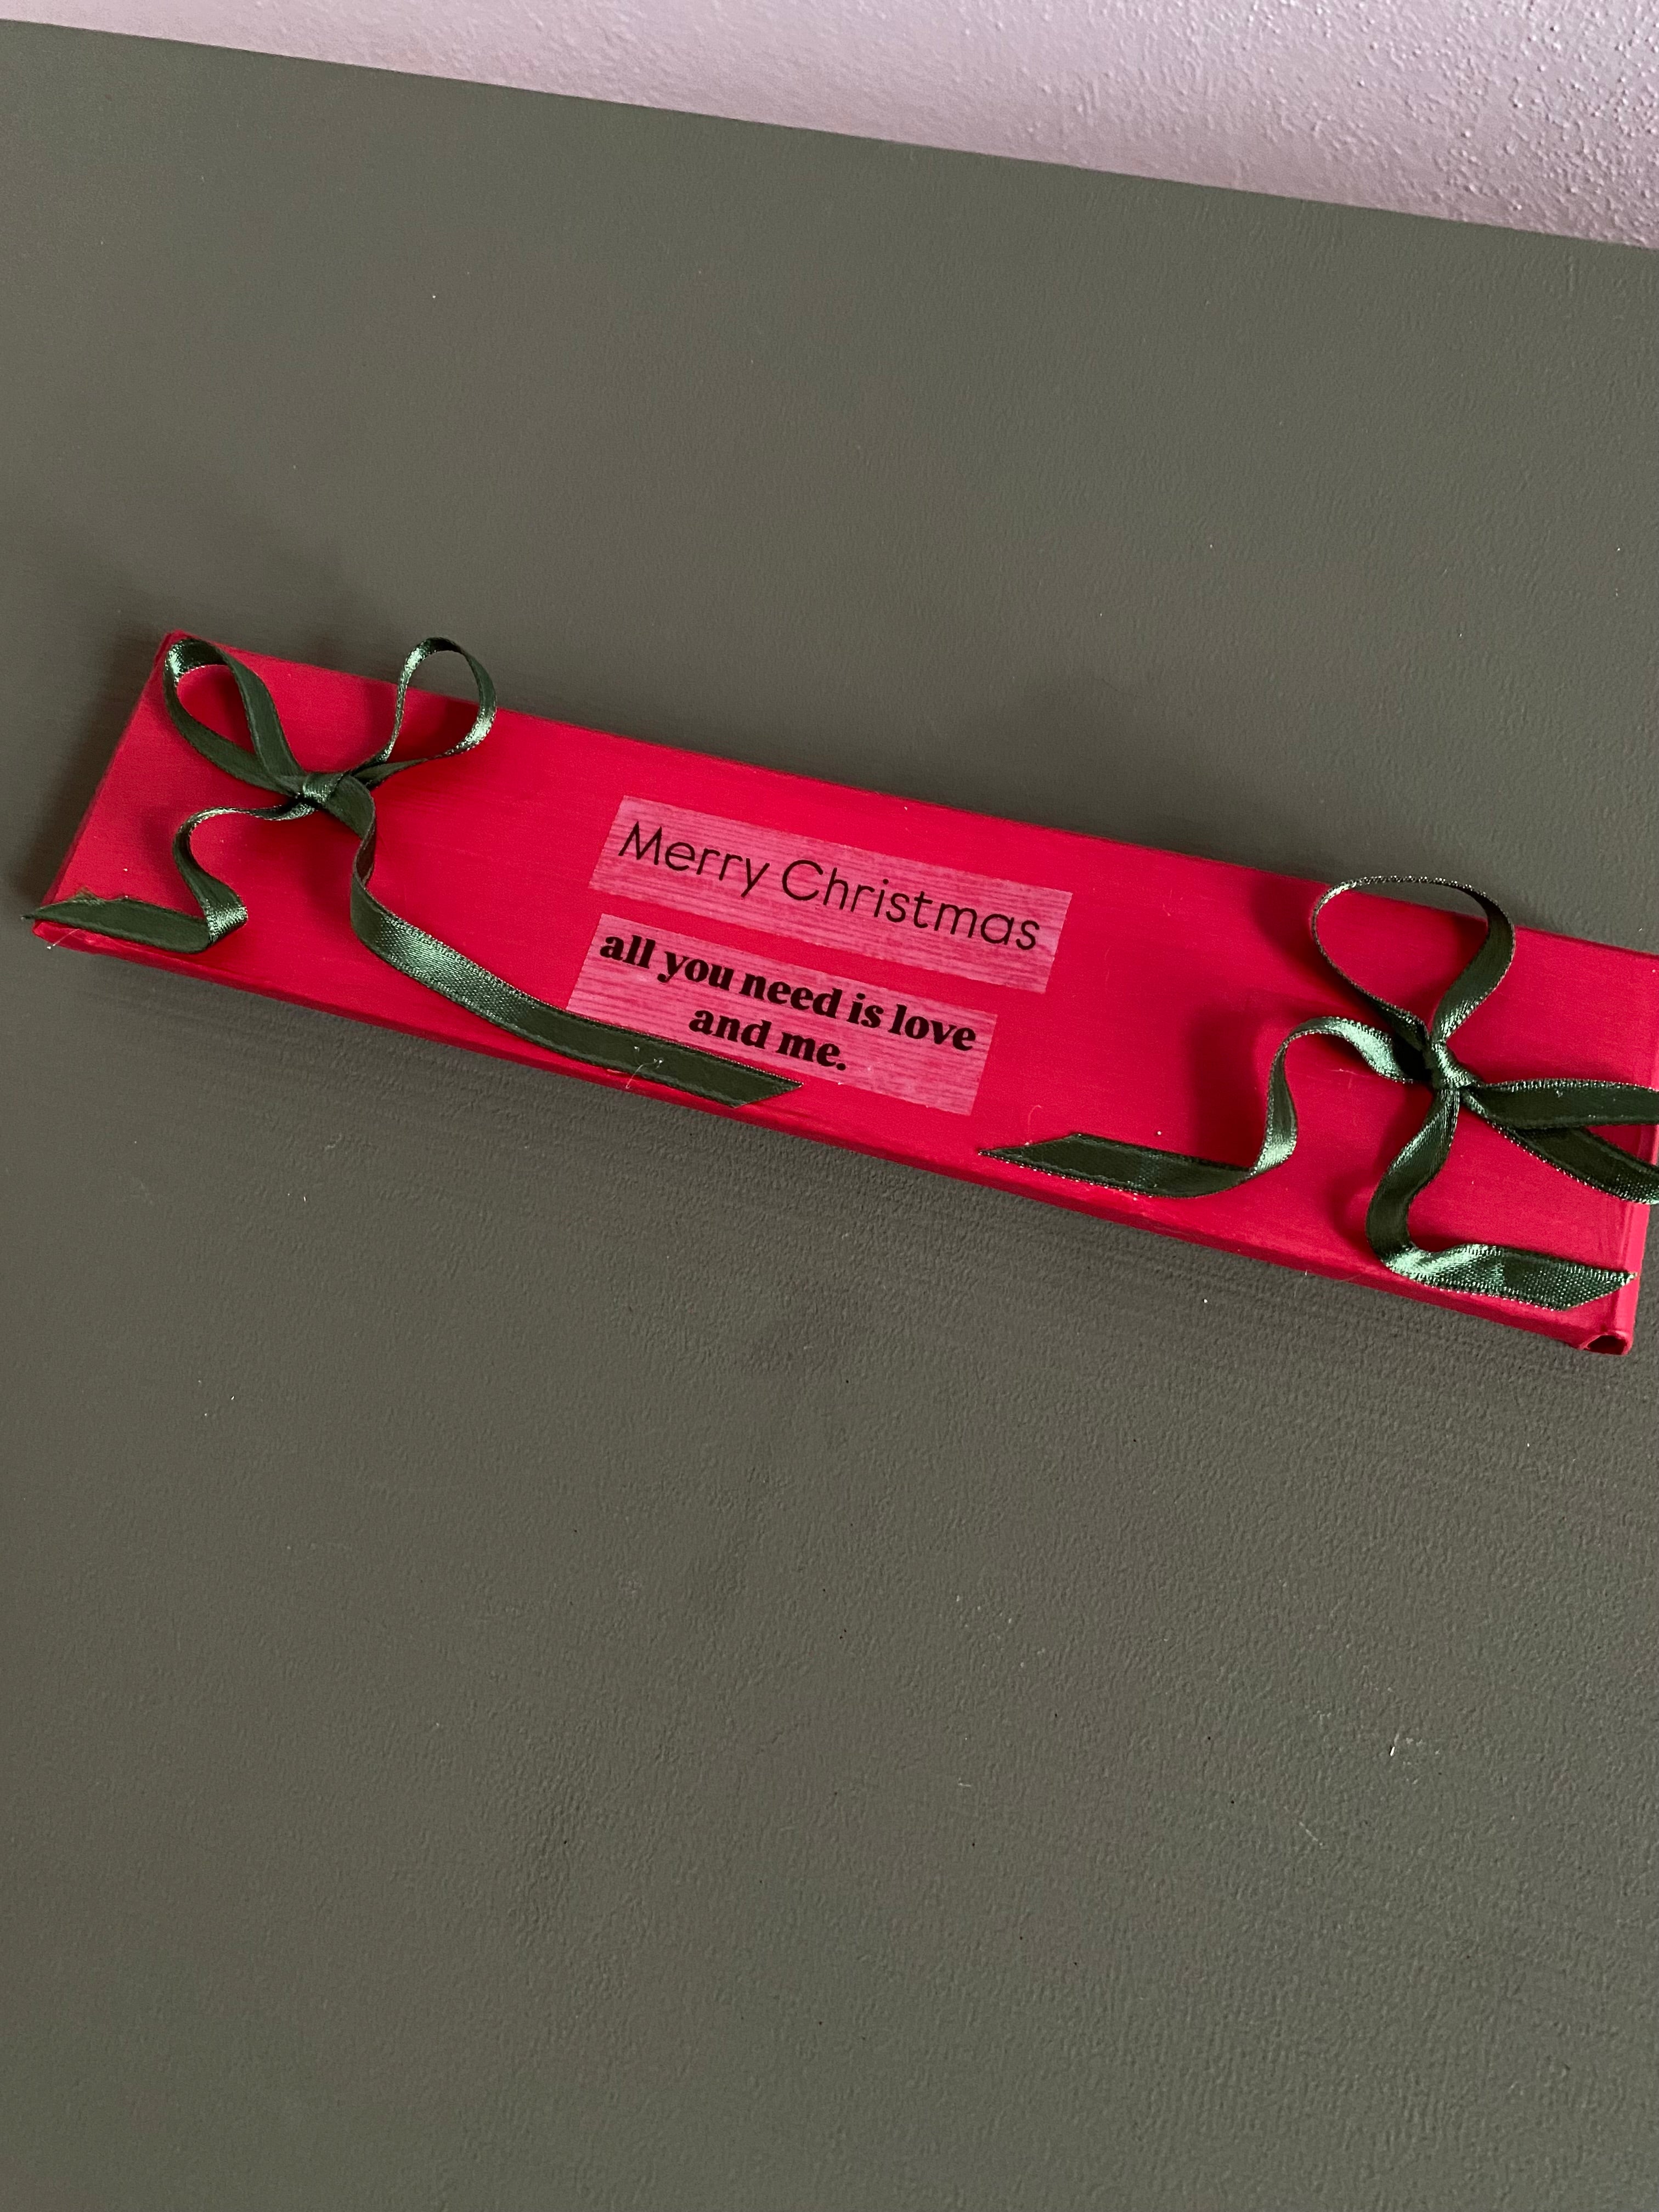 Merry Christmas
all you need is love
and me.